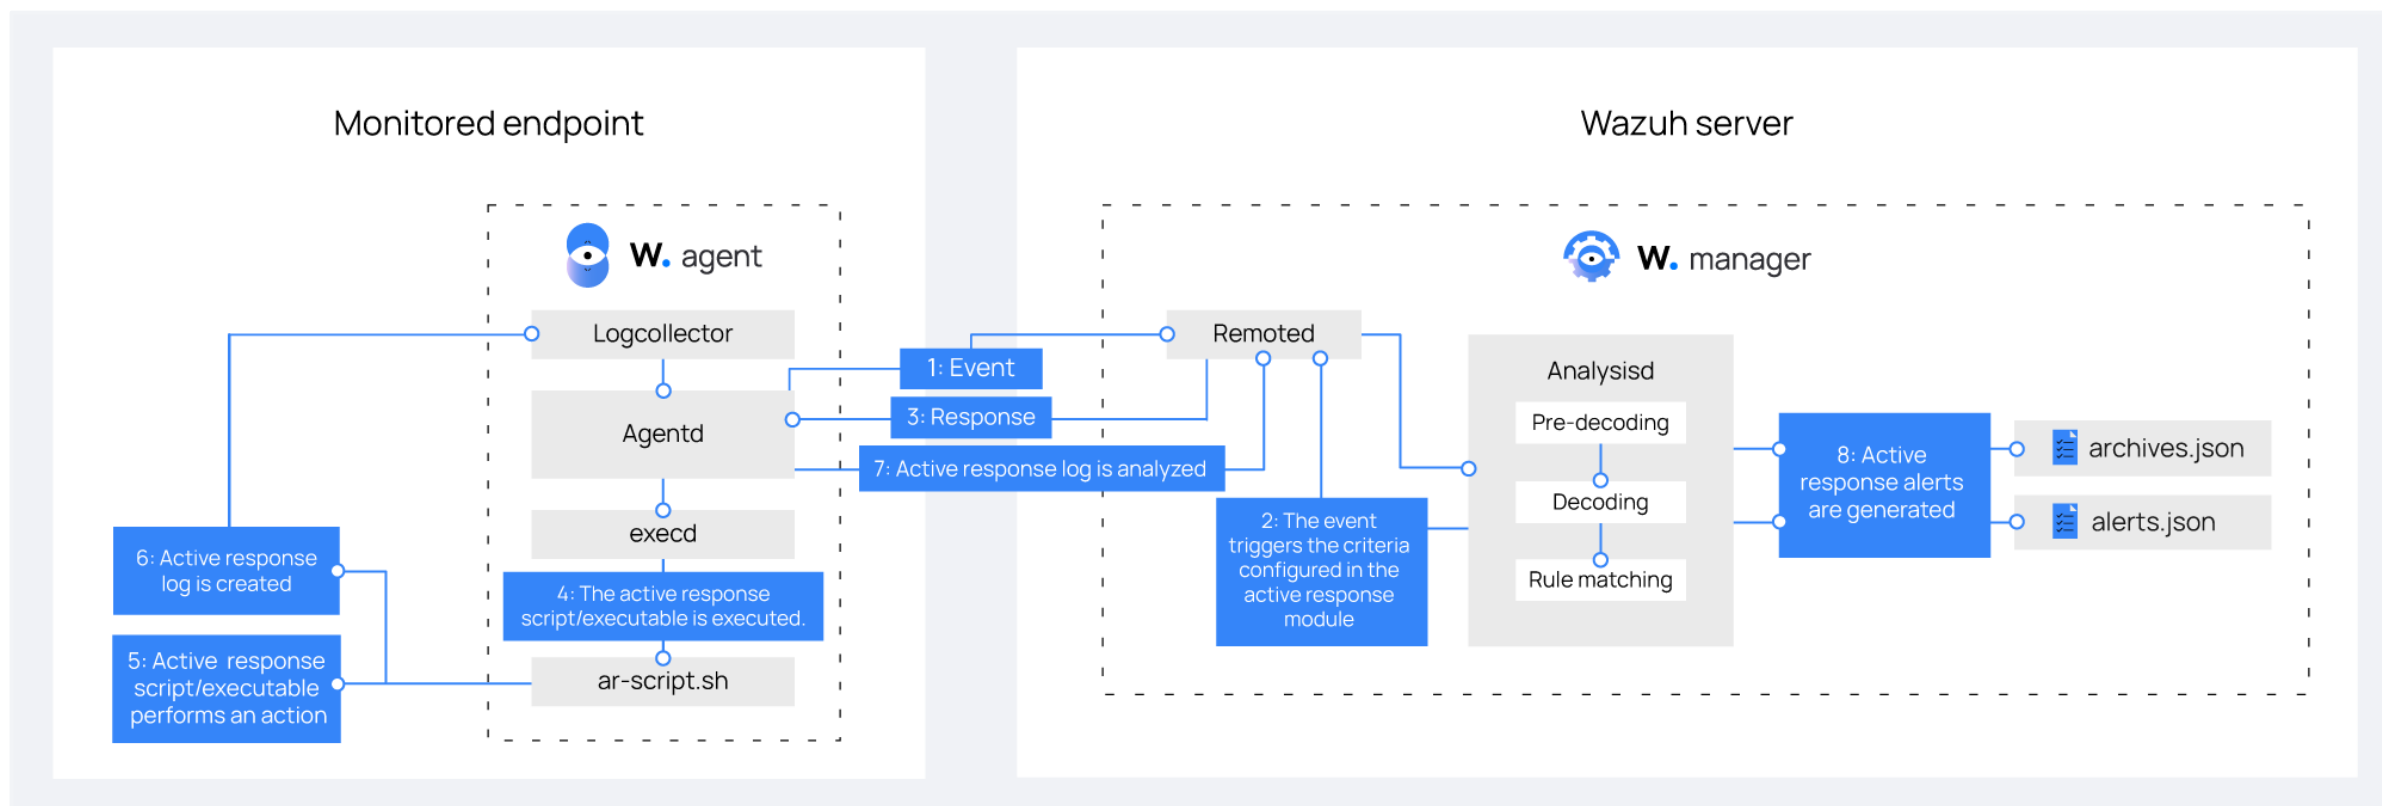 Monitored endpoint
W. agent
Logcollector
Agentd
execd
4: The active response
script/executable is executed.
ar-script.sh
6: Active response
log is created
5: Active response
script/executable
performs an action
1: Event
3: Response
7: Active response log is analyzed
Wazuh server
W. manager
Remoted
2: The event
triggers the criteria
configured in the
active response
module
Analysisd
Pre-decoding
Decoding
Rule matching
8: Active
response alerts
are generated
archives.json
alerts.json